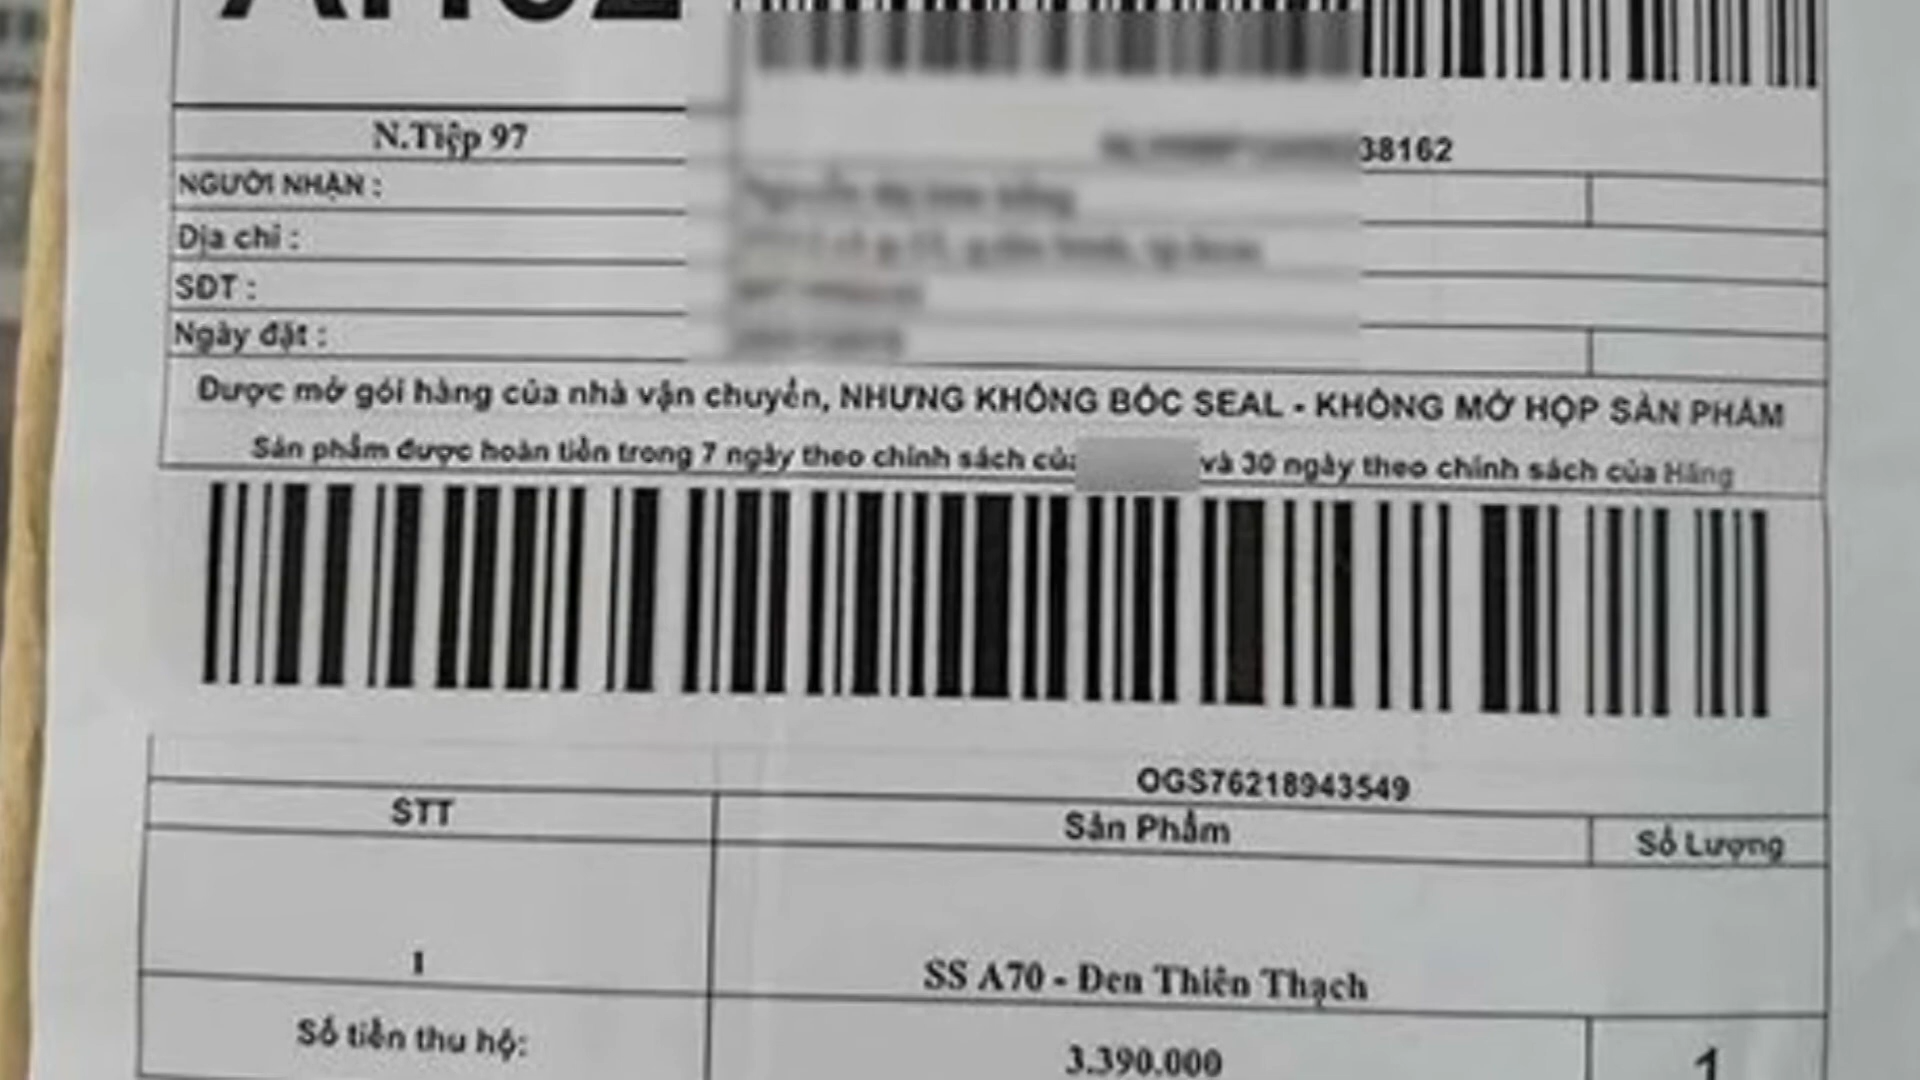 N.Tiệp 97
38162
NGƯỜI NHẬN :
Địa chỉ :
SĐT :
Ngày đặt :
Được mở gói hàng của nhà vận chuyển, NHƯNG KHÔNG BÓC SEAL - KHÔNG MỞ HỘP SẢN PHẨM
Sản phẩm được hoàn tiền trong 7 ngày theo chính sách của và 30 ngày theo chính sách của Hãng
OGS76218943549
STT Sản Phẩm Số Lượng
1 SS A70 - Đen Thiên Thạch
Số tiền thu hộ: 3.390.000 1